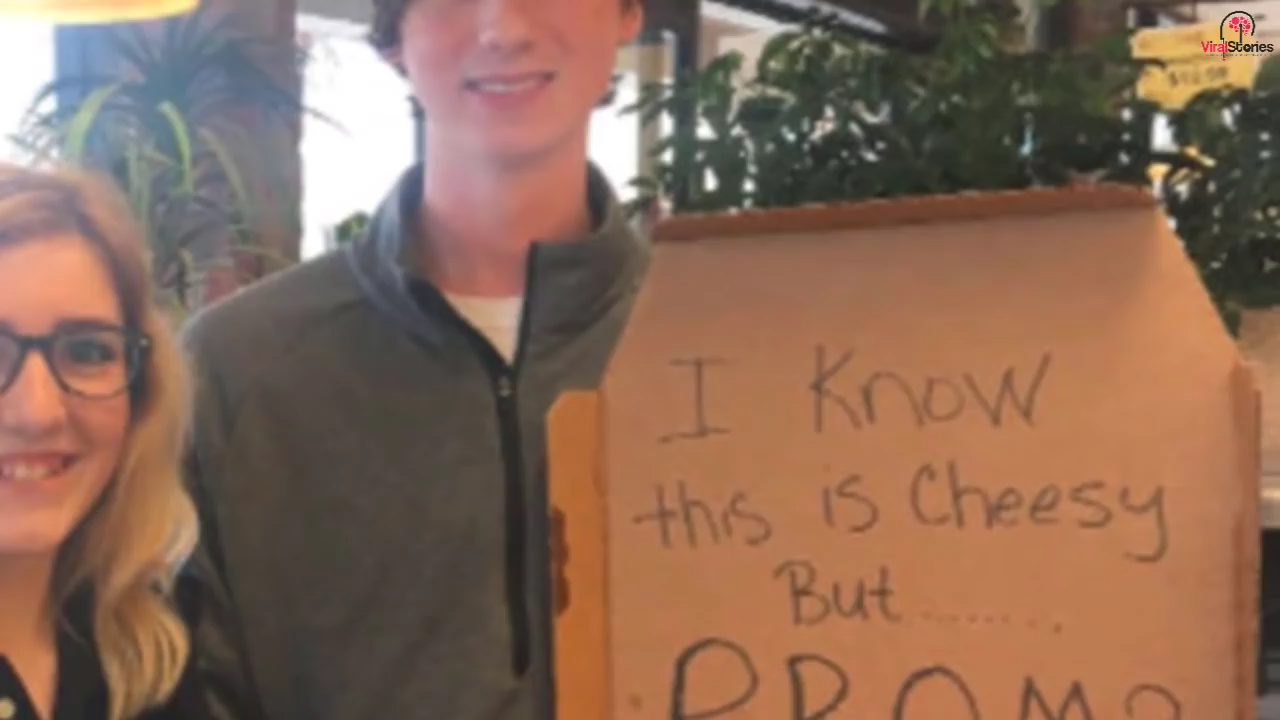 ViralStories
I Know
this is Cheesy
But........
PROM?